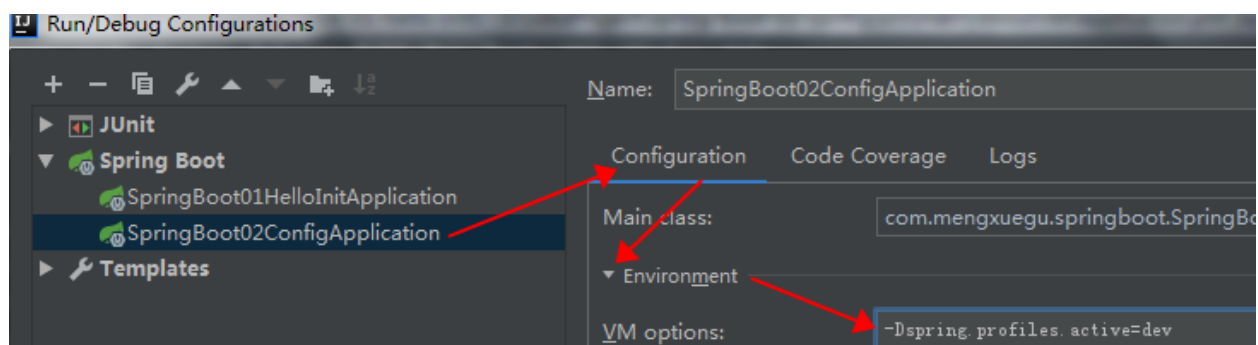 Run/Debug Configurations
Name: SpringBoot02ConfigApplication
JUnit
Spring Boot
Configuration Code Coverage Logs
SpringBoot01HelloInitApplication
SpringBoot02ConfigApplication
Main class: com.mengxuegu.springboot.SpringBo
Templates
Environment
VM options: -Dspring.profiles.active=dev